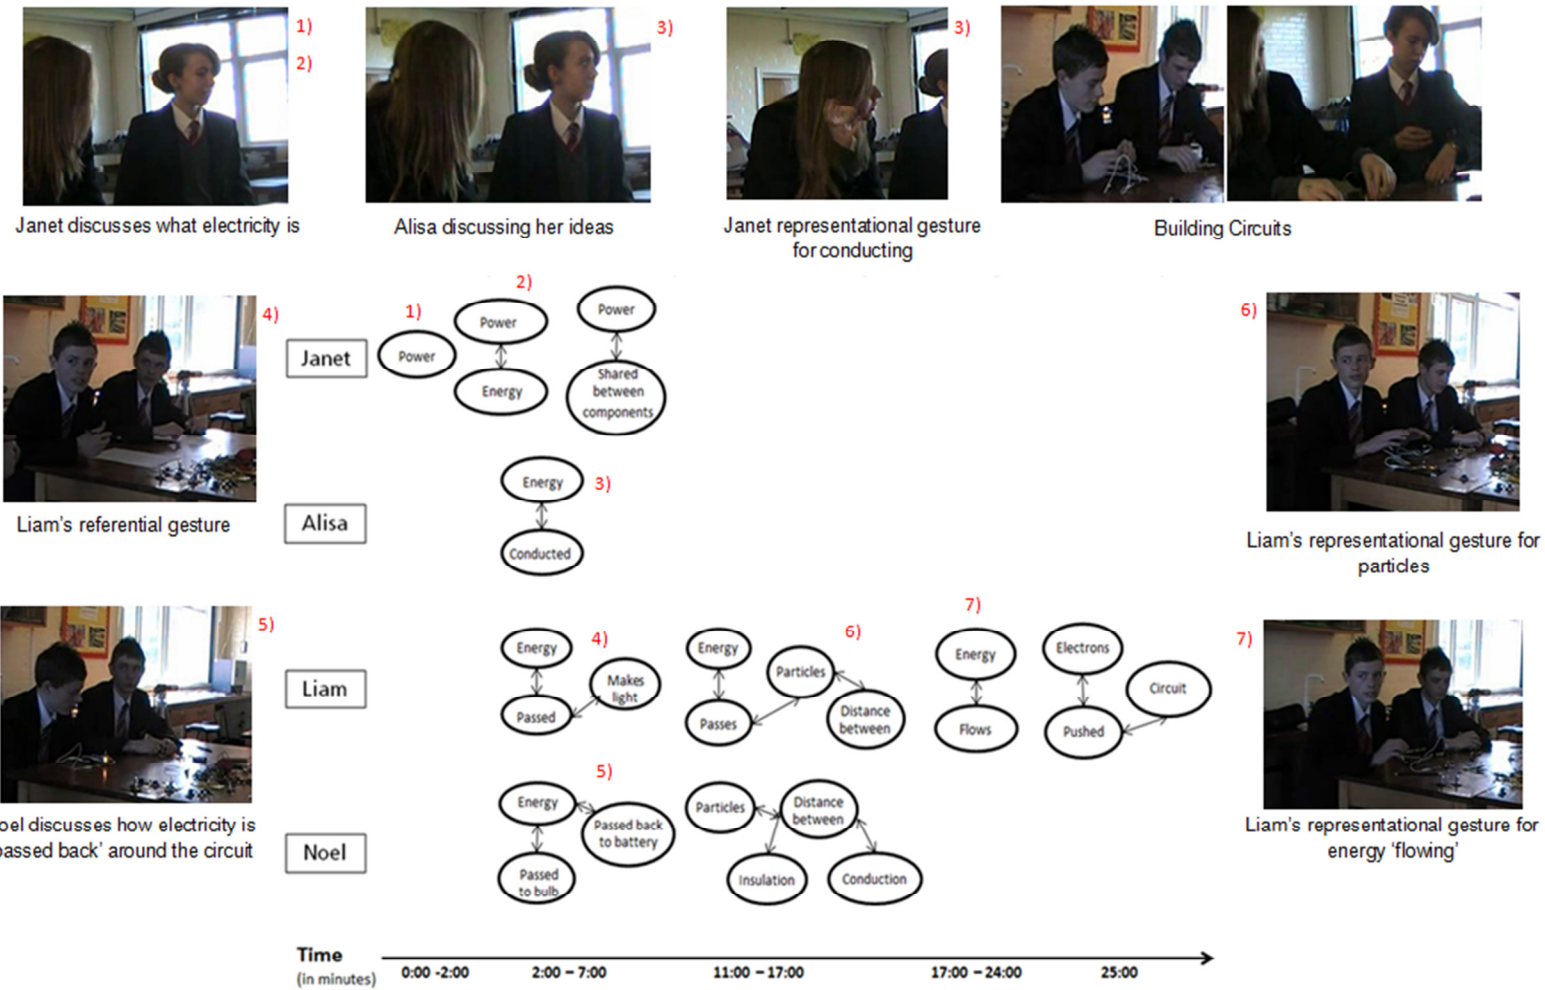 1)
2)
3)
3)
Janet discusses what electricity is
Alisa discussing her ideas
Janet representational gesture
for conducting
Building Circuits
4)
Liam's referential gesture
5)
oel discusses how electricity is
assed back' around the circuit
Janet
1)
Power
2)
Power
Energy
Power
Shared
between
components
Alisa
Energy
3)
Conducted
Liam
Energy
4)
Passed
Makes
light
Energy
Passes
6)
Particles
Distance
between
7)
Energy
Flows
Electrons
Pushed
Circuit
Noel
5)
Energy
Passed back
to battery
Passed
to bulb
Particles
Distance
between
Insulation
Conduction
6)
Liam's representational gesture for
particles
7)
Liam's representational gesture for
energy 'flowing'
Time
(in minutes)
0:00 -2:00
2:00 – 7:00
11:00 – 17:00
17:00 – 24:00
25:00